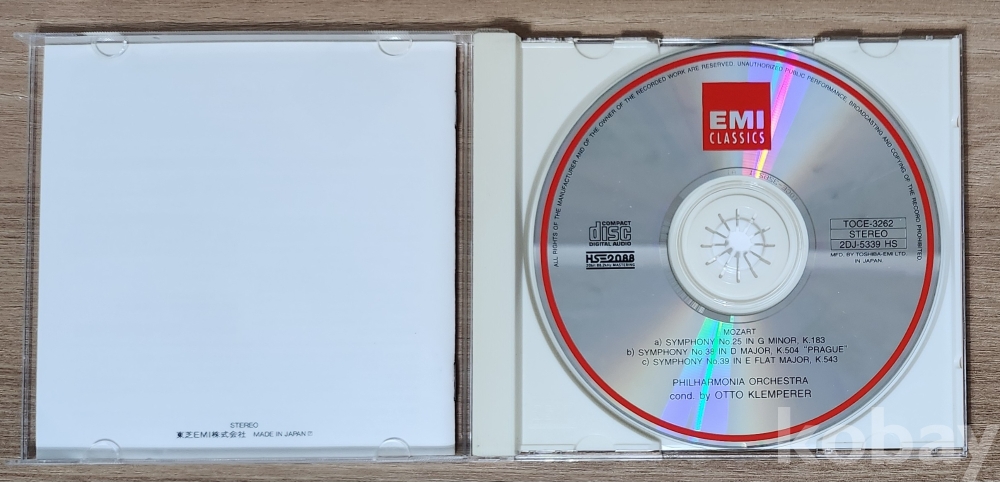 STEREO
東芝EMI株式会社 MADE IN JAPAN
ALL RIGHTS OF THE MANUFACTURER AND OF THE OWNER OF THE RECORDED WORK ARE RESERVED. UNAUTHORIZED PUBLIC PERFORMANCE, BROADCASTING AND COPYING OF THE RECORD PROHIBITED.
EMI
CLASSICS
COMPACT
disc
DIGITAL AUDIO
HS-2088
TOCE-3262
STEREO
2DJ-5339 HS
MFD. BY TOSHIBA-EMI LTD.
IN JAPAN
MOZART
a) SYMPHONY No.25 IN G MINOR, K.183
b) SYMPHONY No.38 IN D MAJOR, K.504 "PRAGUE"
c) SYMPHONY No.39 IN E FLAT MAJOR, K.543
PHILHARMONIA ORCHESTRA
cond. by OTTO KLEMPERER
kobay